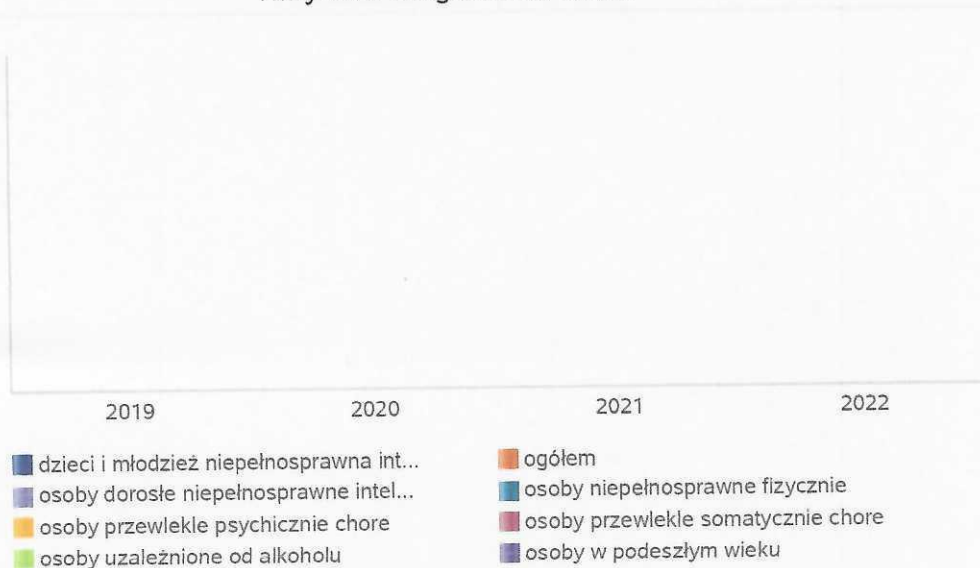 2019 2020 2021 2022
dzieci i młodzież niepełnosprawna int... ogółem
osoby dorosłe niepełnosprawne intel... osoby niepełnosprawne fizycznie
osoby przewlekle psychicznie chore osoby przewlekle somatycznie chore
osoby uzależnione od alkoholu osoby w podeszłym wieku